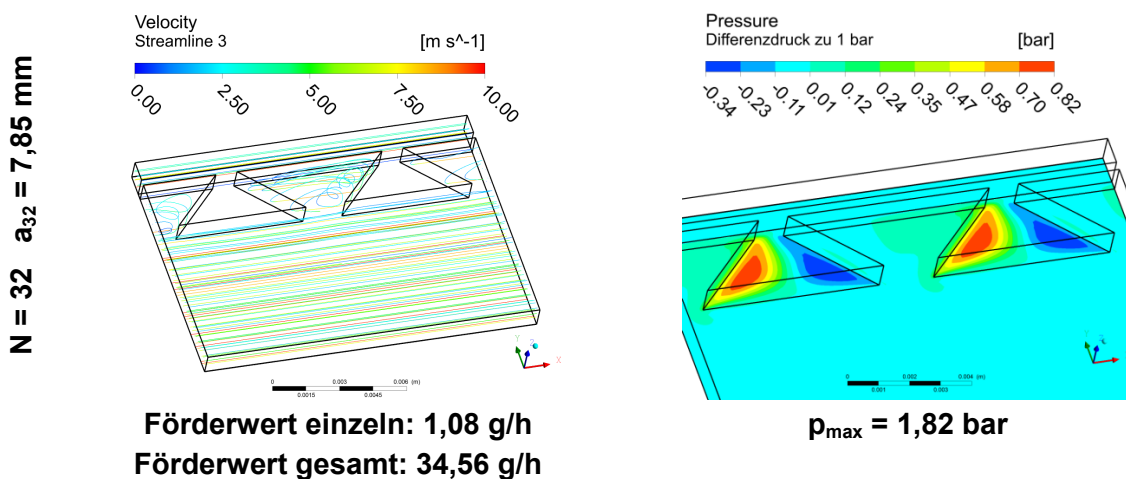 N = 32 a₃₂ = 7,85 mm
Velocity
Streamline 3 [m s^-1]
0.00 2.50 5.00 7.50 10.00
0 0.003 0.006 (m)
0.0015 0.0045
Y Z X
Förderwert einzeln: 1,08 g/h
Förderwert gesamt: 34,56 g/h
Pressure
Differenzdruck zu 1 bar [bar]
-0.34 -0.23 -0.11 0.01 0.12 0.24 0.35 0.47 0.58 0.70 0.82
0 0.002 0.004 (m)
0.001 0.003
Y Z X
pmax = 1,82 bar